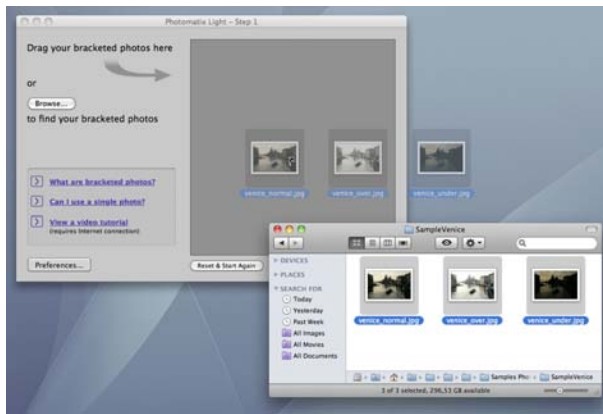 Photomatix Light – Step 1
Drag your bracketed photos here
or
Browse...
to find your bracketed photos
What are bracketed photos?
Can I use a single photo?
View a video tutorial
(requires Internet connection)
Preferences...
Reset & Start Again
venice_normal.jpg
venice_over.jpg
venice_under.jpg
SampleVenice
DEVICES
PLACES
SEARCH FOR
Today
Yesterday
Past Week
All Images
All Movies
All Documents
venice_normal.jpg
venice_over.jpg
venice_under.jpg
Samples Pho
SampleVenice
3 of 3 selected, 296,53 GB available